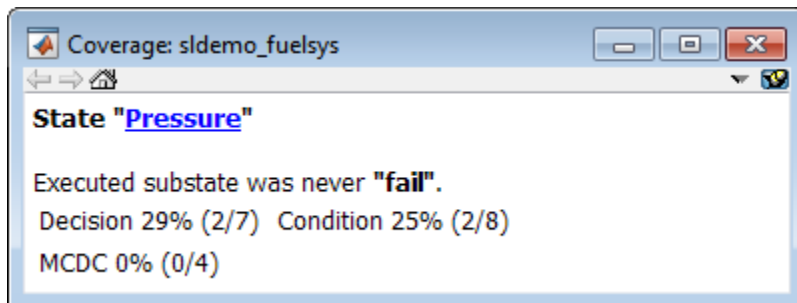 Coverage: sldemo_fuelsys
State "Pressure"
Executed substate was never "fail".
Decision 29% (2/7) Condition 25% (2/8)
MCDC 0% (0/4)